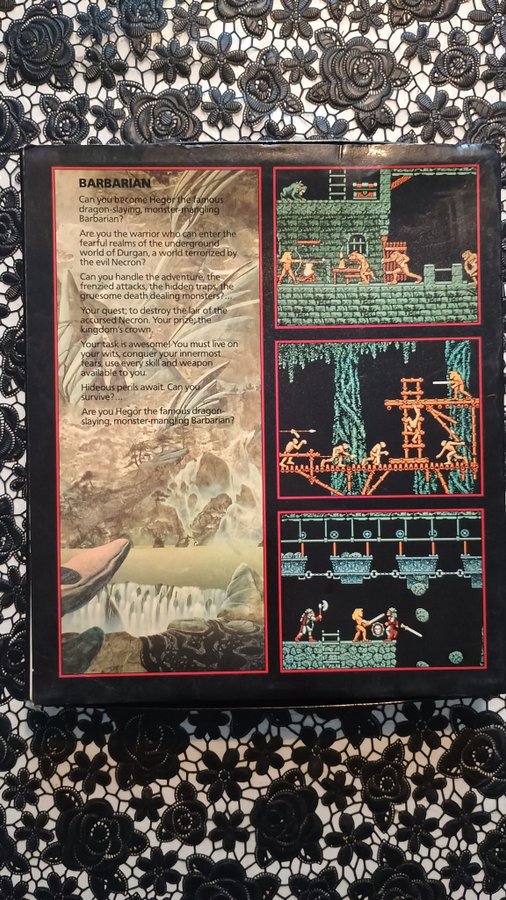 BARBARIAN
Can you become Hegor the famous
dragon-slaying, monster-mangling
Barbarian?
Are you the warrior who can enter the
fearful realms of the underground
world of Durgan, a world terrorized by
the evil Necron?
Can you handle the adventure, the
frenzied attacks, the hidden traps, the
gruesome death dealing monsters?...
Your quest; to destroy the lair of the
accursed Necron. Your prize; the
kingdom's crown.
Your task is awesome! You must live on
your wits, conquer your innermost
fears, use every skill and weapon
available to you.
Hideous perils await. Can you
survive?...
Are you Hegor the famous dragon-
slaying, monster-mangling Barbarian?